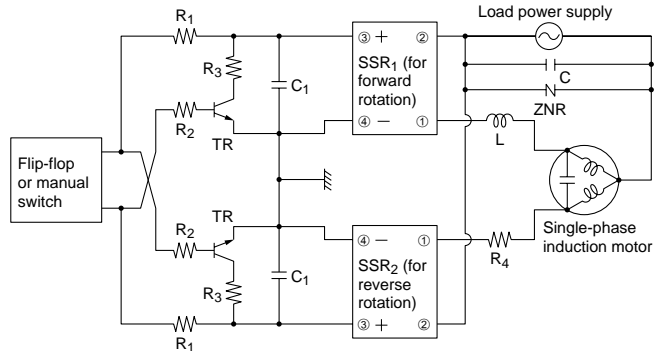 Load power supply
R1
③ + ②
SSR1 (for
forward
rotation)
④ − ①
R3
C1
C
ZNR
R2
TR
L
Flip-flop
or manual
switch
TR
R2
④ − ①
SSR2 (for
reverse
rotation)
③ + ②
R4
Single-phase
induction motor
C1
R3
R1